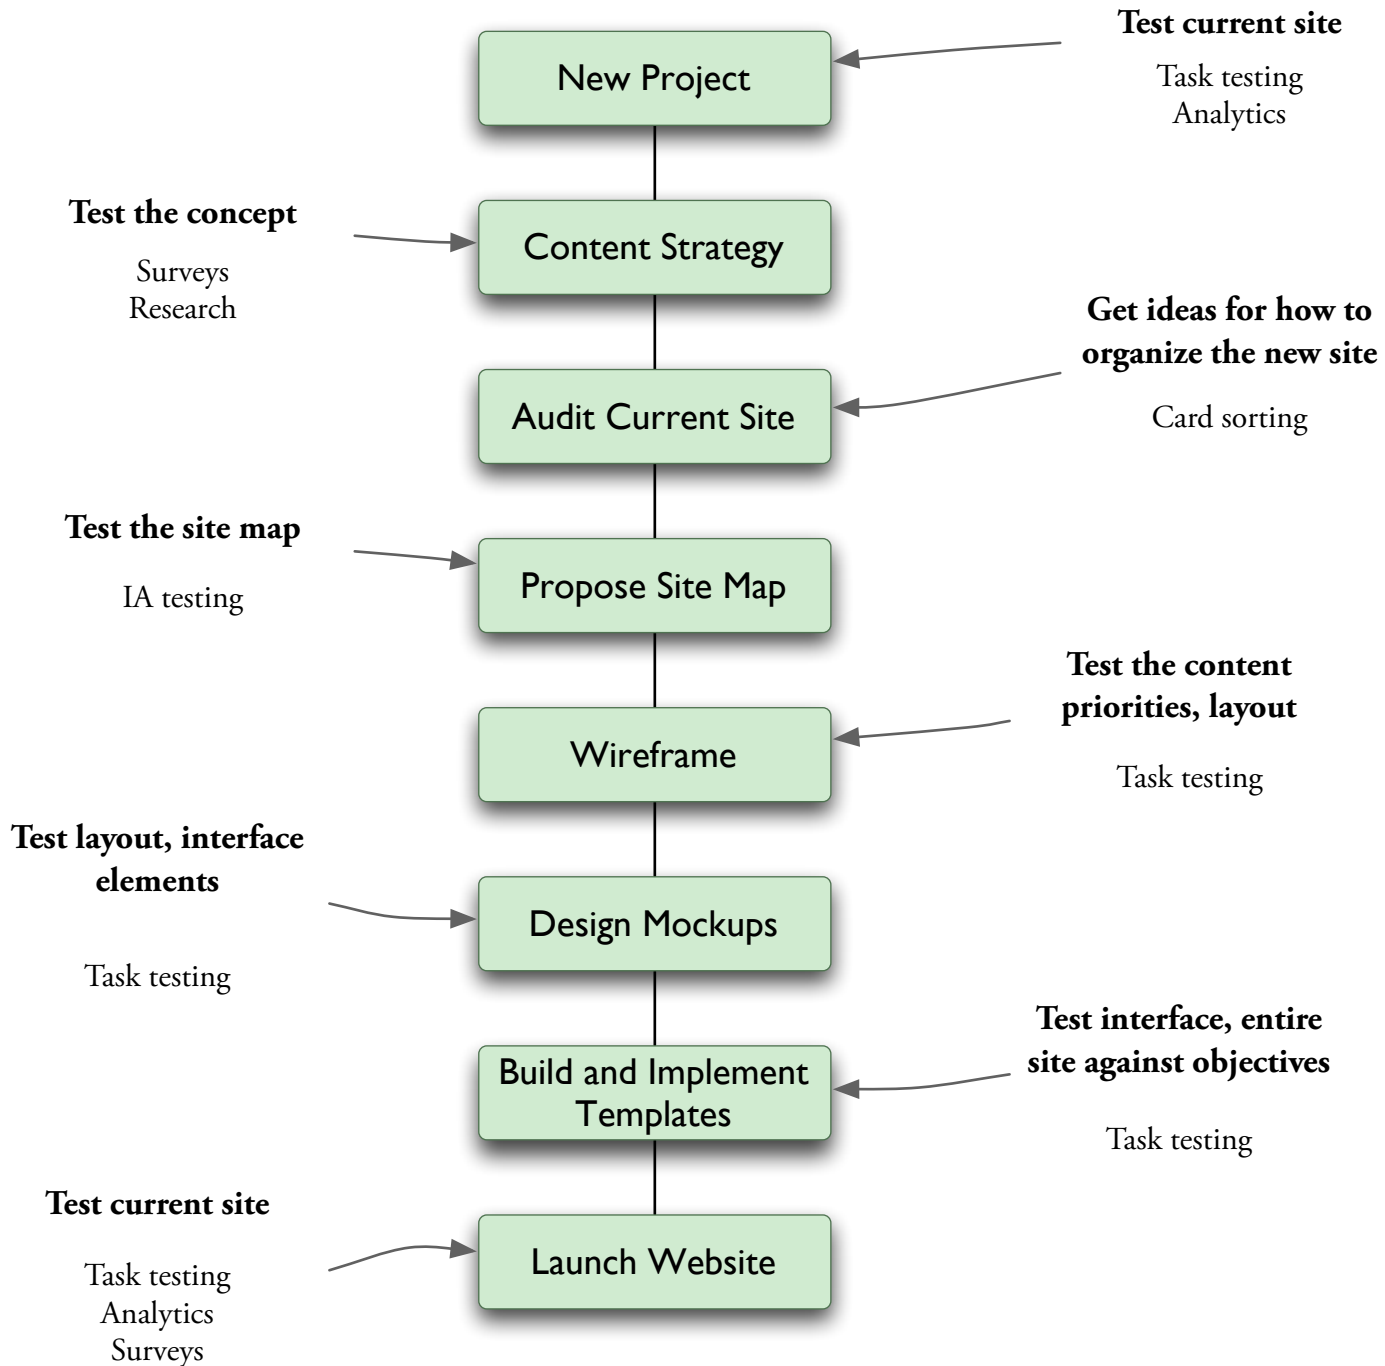 Test current site
Task testing
Analytics
New Project
Test the concept
Surveys
Research
Content Strategy
Get ideas for how to
organize the new site
Card sorting
Audit Current Site
Test the site map
IA testing
Propose Site Map
Test the content
priorities, layout
Task testing
Wireframe
Test layout, interface
elements
Task testing
Design Mockups
Test interface, entire
site against objectives
Task testing
Build and Implement
Templates
Test current site
Task testing
Analytics
Surveys
Launch Website